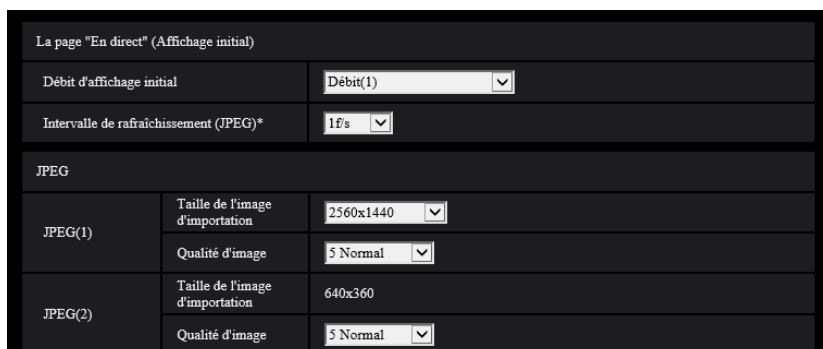 La page "En direct" (Affichage initial)
Débit d'affichage initial
Débit(1)
Intervalle de rafraîchissement (JPEG)*
1f/s
JPEG
JPEG(1)
Taille de l'image
d'importation
2560x1440
Qualité d'image
5 Normal
JPEG(2)
Taille de l'image
d'importation
640x360
Qualité d'image
5 Normal